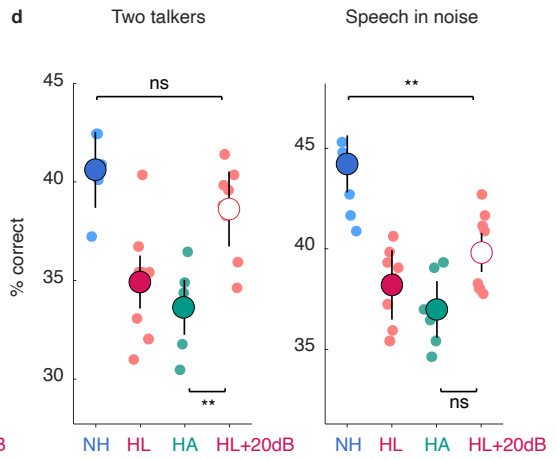 d
Two talkers
Speech in noise
ns
**
45
45
% correct
40
40
35
35
30
**
ns
B
NH HL HA HL+20dB
NH HL HA HL+20dB